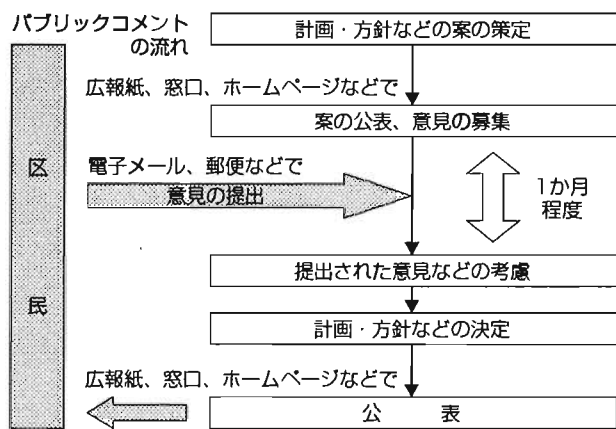 パブリックコメント
の流れ
計画・方針などの案の策定
広報紙、窓口、ホームページなどで
案の公表、意見の募集
区民
電子メール、郵便などで
意見の提出
1か月
程度
提出された意見などの考慮
計画・方針などの決定
広報紙、窓口、ホームページなどで
公表